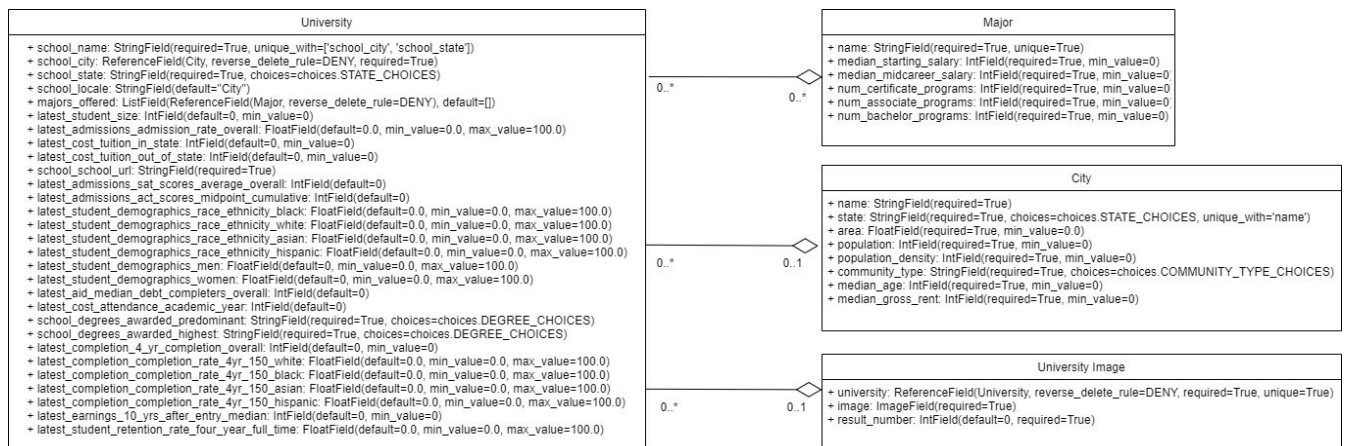 University
+ school_name: StringField(required=True, unique_with=['school_city', 'school_state'])
+ school_city: ReferenceField(City, reverse_delete_rule=DENY, required=True)
+ school_state: StringField(required=True, choices=choices.STATE_CHOICES)
+ school_locale: StringField(default="City")
+ majors_offered: ListField(ReferenceField(Major, reverse_delete_rule=DENY), default=[])
+ latest_student_size: IntField(default=0, min_value=0)
+ latest_admissions_admission_rate_overall: FloatField(default=0.0, min_value=0.0, max_value=100.0)
+ latest_cost_tuition_in_state: IntField(default=0, min_value=0)
+ latest_cost_tuition_out_of_state: IntField(default=0, min_value=0)
+ school_school_url: StringField(required=True)
+ latest_admissions_sat_scores_average_overall: IntField(default=0)
+ latest_admissions_act_scores_midpoint_cumulative: IntField(default=0)
+ latest_student_demographics_race_ethnicity_black: FloatField(default=0.0, min_value=0.0, max_value=100.0)
+ latest_student_demographics_race_ethnicity_white: FloatField(default=0.0, min_value=0.0, max_value=100.0)
+ latest_student_demographics_race_ethnicity_asian: FloatField(default=0.0, min_value=0.0, max_value=100.0)
+ latest_student_demographics_race_ethnicity_hispanic: FloatField(default=0.0, min_value=0.0, max_value=100.0)
+ latest_student_demographics_men: FloatField(default=0, min_value=0.0, max_value=100.0)
+ latest_student_demographics_women: FloatField(default=0, min_value=0.0, max_value=100.0)
+ latest_aid_median_debt_completers_overall: IntField(default=0)
+ latest_cost_attendance_academic_year: IntField(default=0)
+ school_degrees_awarded_predominant: StringField(required=True, choices=choices.DEGREE_CHOICES)
+ school_degrees_awarded_highest: StringField(required=True, choices=choices.DEGREE_CHOICES)
+ latest_completion_4_yr_completion_overall: IntField(default=0, min_value=0)
+ latest_completion_completion_rate_4yr_150_white: FloatField(default=0.0, min_value=0.0, max_value=100.0)
+ latest_completion_completion_rate_4yr_150_black: FloatField(default=0.0, min_value=0.0, max_value=100.0)
+ latest_completion_completion_rate_4yr_150_asian: FloatField(default=0.0, min_value=0.0, max_value=100.0)
+ latest_completion_completion_rate_4yr_150_hispanic: FloatField(default=0.0, min_value=0.0, max_value=100.0)
+ latest_earnings_10_yrs_after_entry_median: IntField(default=0, min_value=0)
+ latest_student_retention_rate_four_year_full_time: FloatField(default=0.0, min_value=0.0, max_value=100.0)
0..*
0..*
Major
+ name: StringField(required=True, unique=True)
+ median_starting_salary: IntField(required=True, min_value=0)
+ median_midcareer_salary: IntField(required=True, min_value=0)
+ num_certificate_programs: IntField(required=True, min_value=0)
+ num_associate_programs: IntField(required=True, min_value=0)
+ num_bachelor_programs: IntField(required=True, min_value=0)
0..*
0..1
City
+ name: StringField(required=True)
+ state: StringField(required=True, choices=choices.STATE_CHOICES, unique_with='name')
+ area: FloatField(required=True, min_value=0.0)
+ population: IntField(required=True, min_value=0)
+ population_density: IntField(required=True, min_value=0)
+ community_type: StringField(required=True, choices=choices.COMMUNITY_TYPE_CHOICES)
+ median_age: IntField(required=True, min_value=0)
+ median_gross_rent: IntField(required=True, min_value=0)
0..*
0..1
University Image
+ university: ReferenceField(University, reverse_delete_rule=DENY, required=True, unique=True)
+ image: ImageField(required=True)
+ result_number: IntField(default=0, required=True)